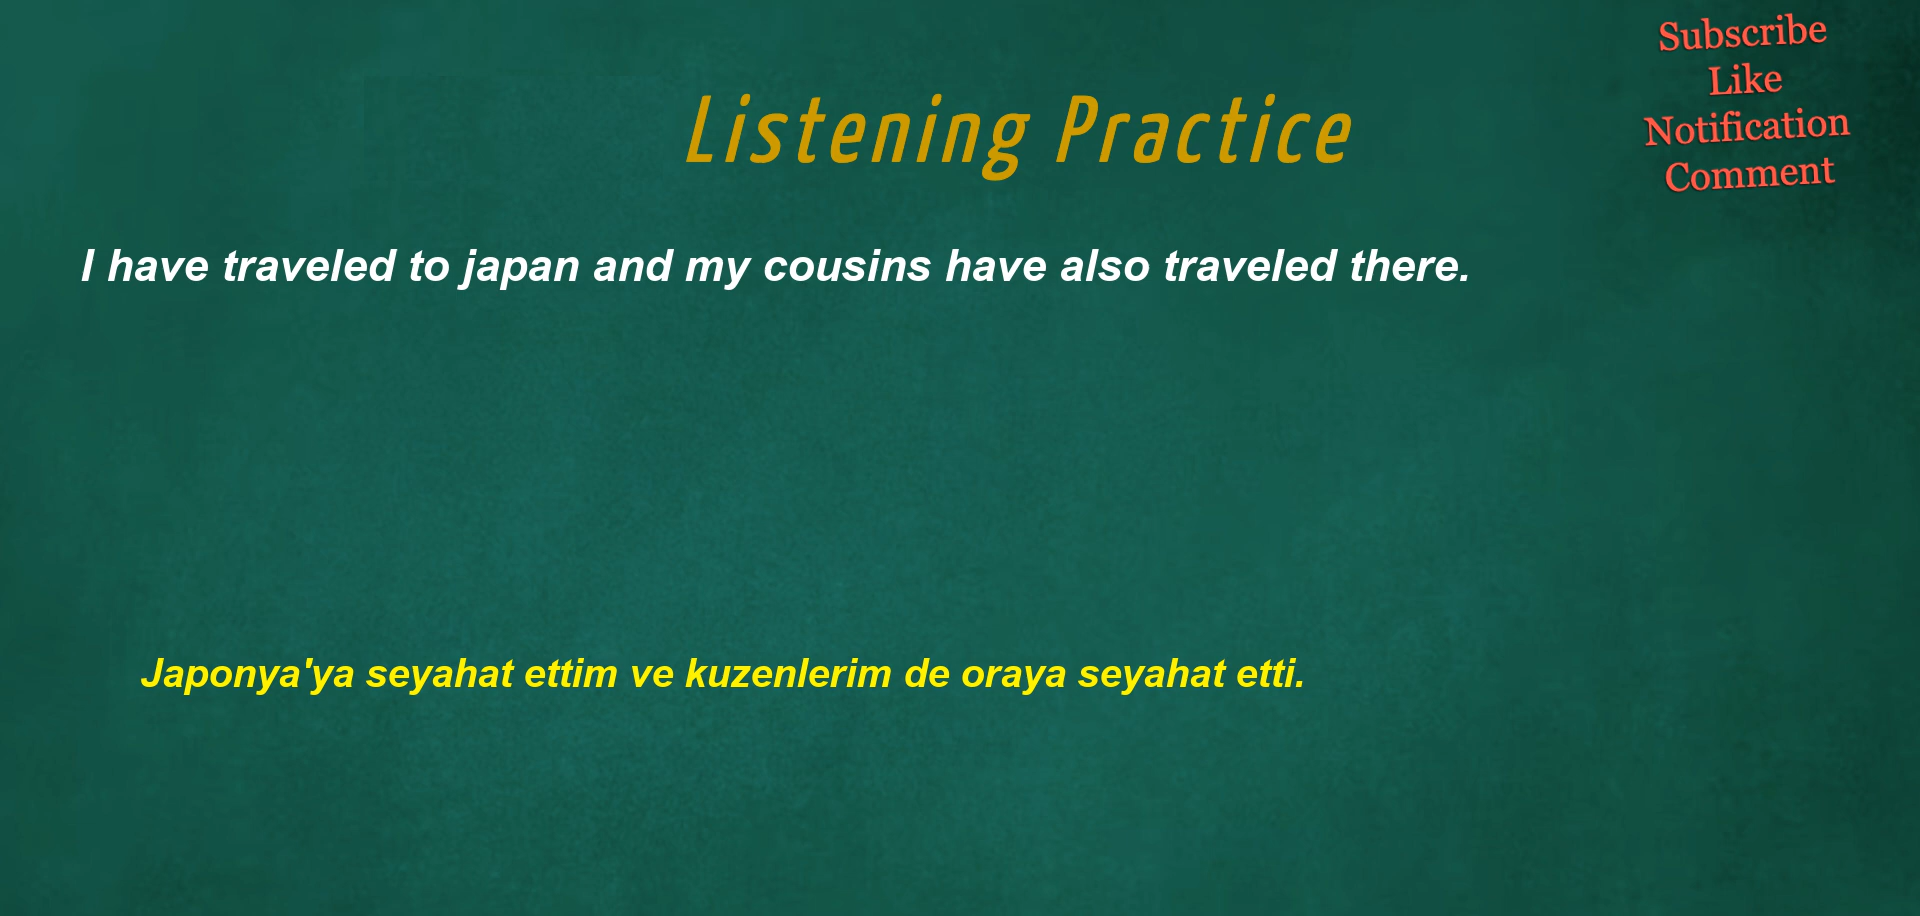 Subscribe
Like
Notification
Comment
Listening Practice
I have traveled to japan and my cousins have also traveled there.
Japonya'ya seyahat ettim ve kuzenlerim de oraya seyahat etti.